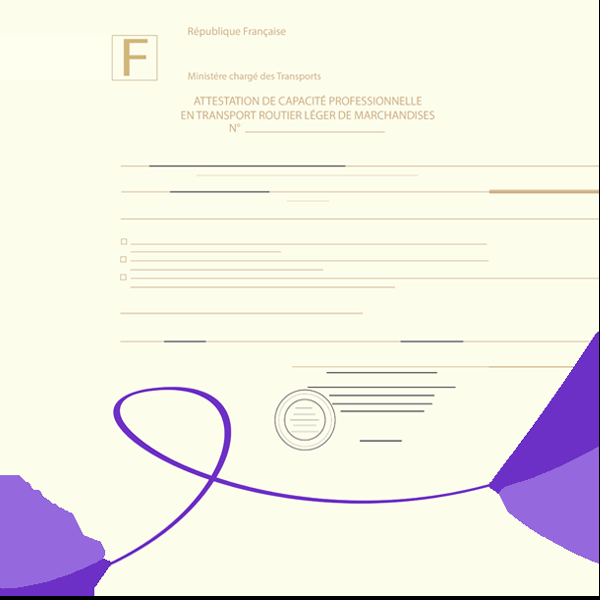 F
République Française
Ministère chargé des Transports
ATTESTATION DE CAPACITÉ PROFESSIONNELLE
EN TRANSPORT ROUTIER LÉGER DE MARCHANDISES
N°